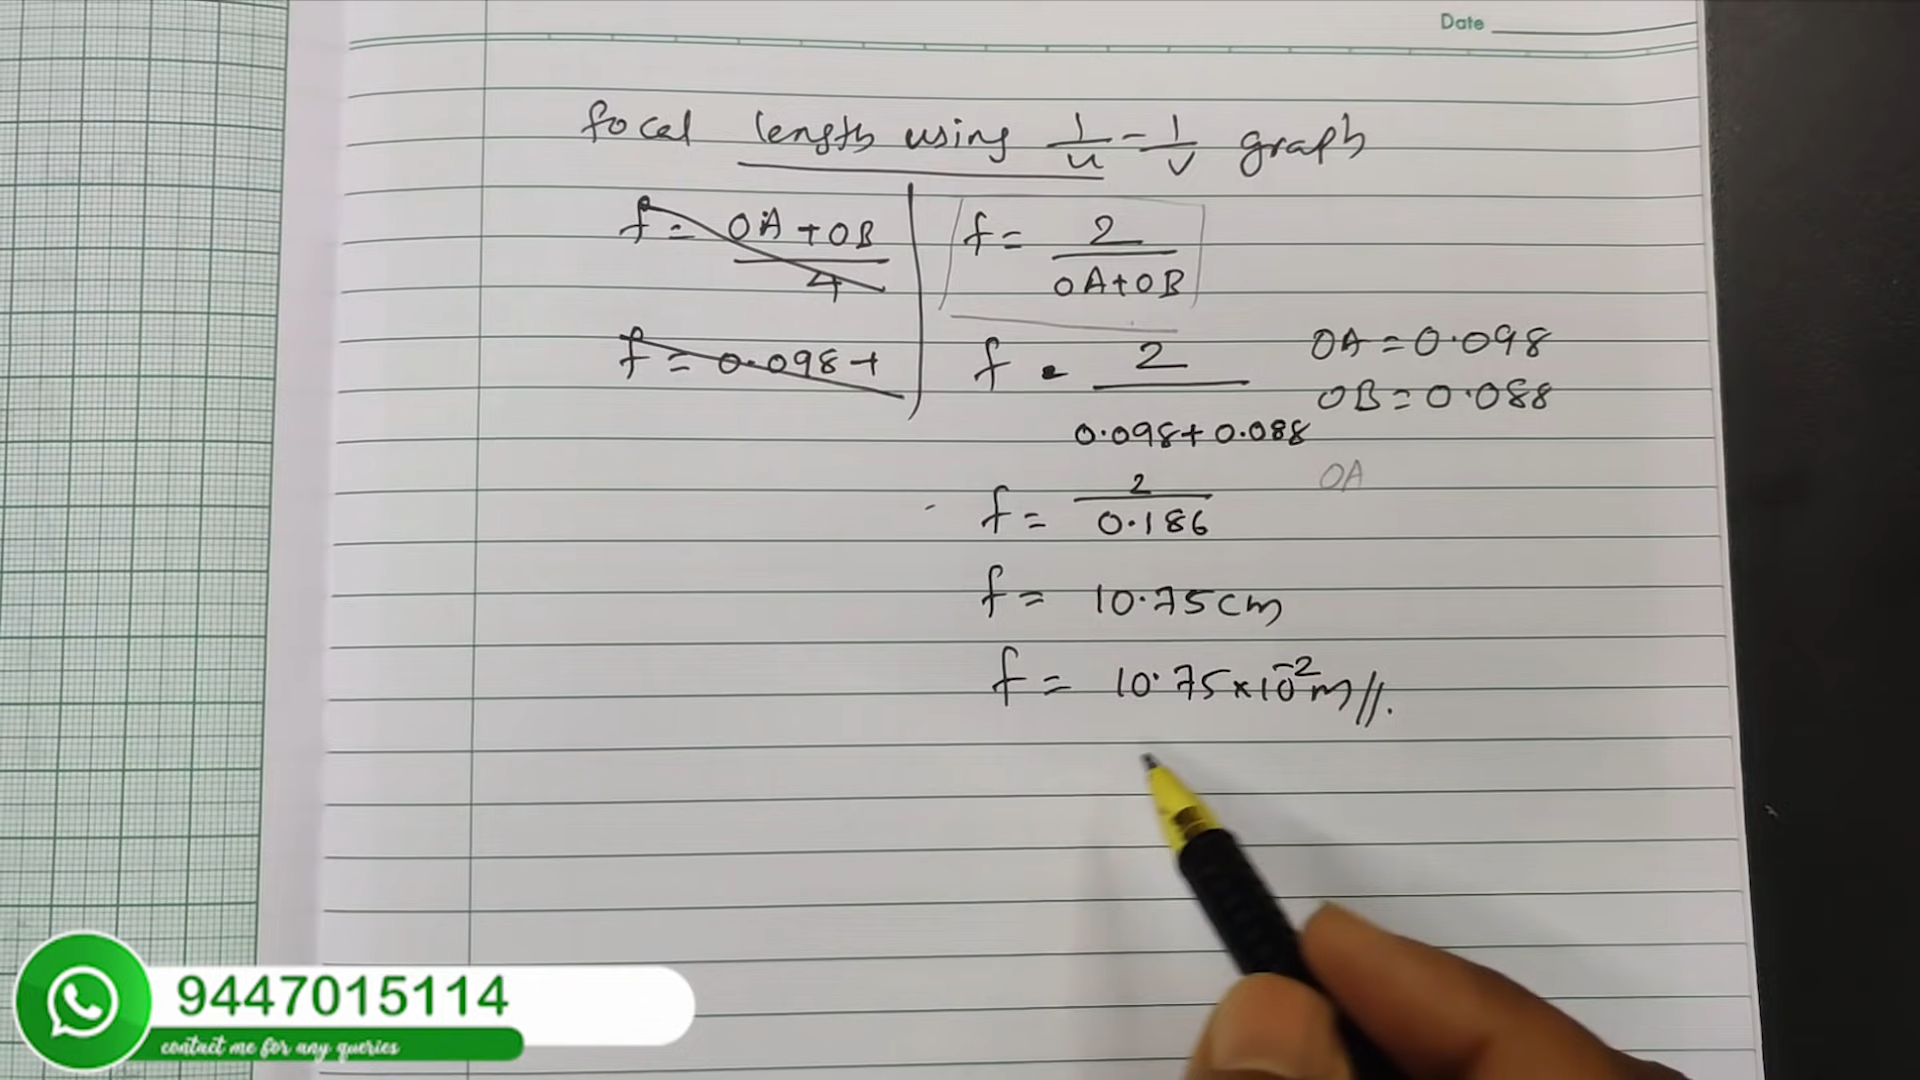 Date
focal length using 1/u - 1/v graph
f = OA + OB / 4
f = 2 / OA + OB
f = 0.098 +
f = 2 / 0.098 + 0.088
OA = 0.098
OB = 0.088
OA
f = 2 / 0.186
f = 10.75 cm
f = 10.75 × 10⁻² m //.
9447015114
contact me for any queries